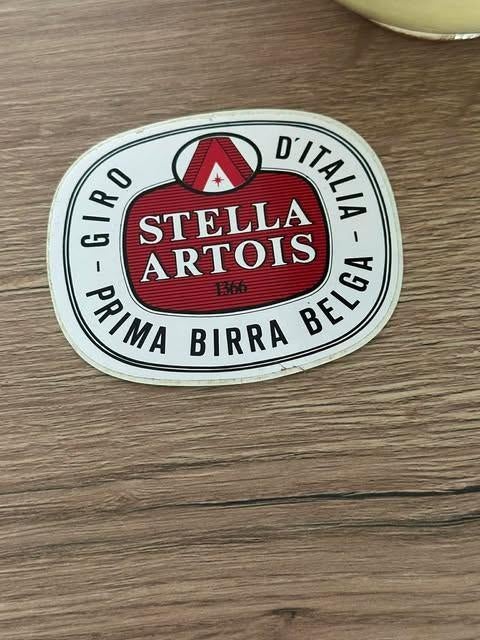 GIRO D'ITALIA
STELLA
ARTOIS
1366
- PRIMA BIRRA BELGA -